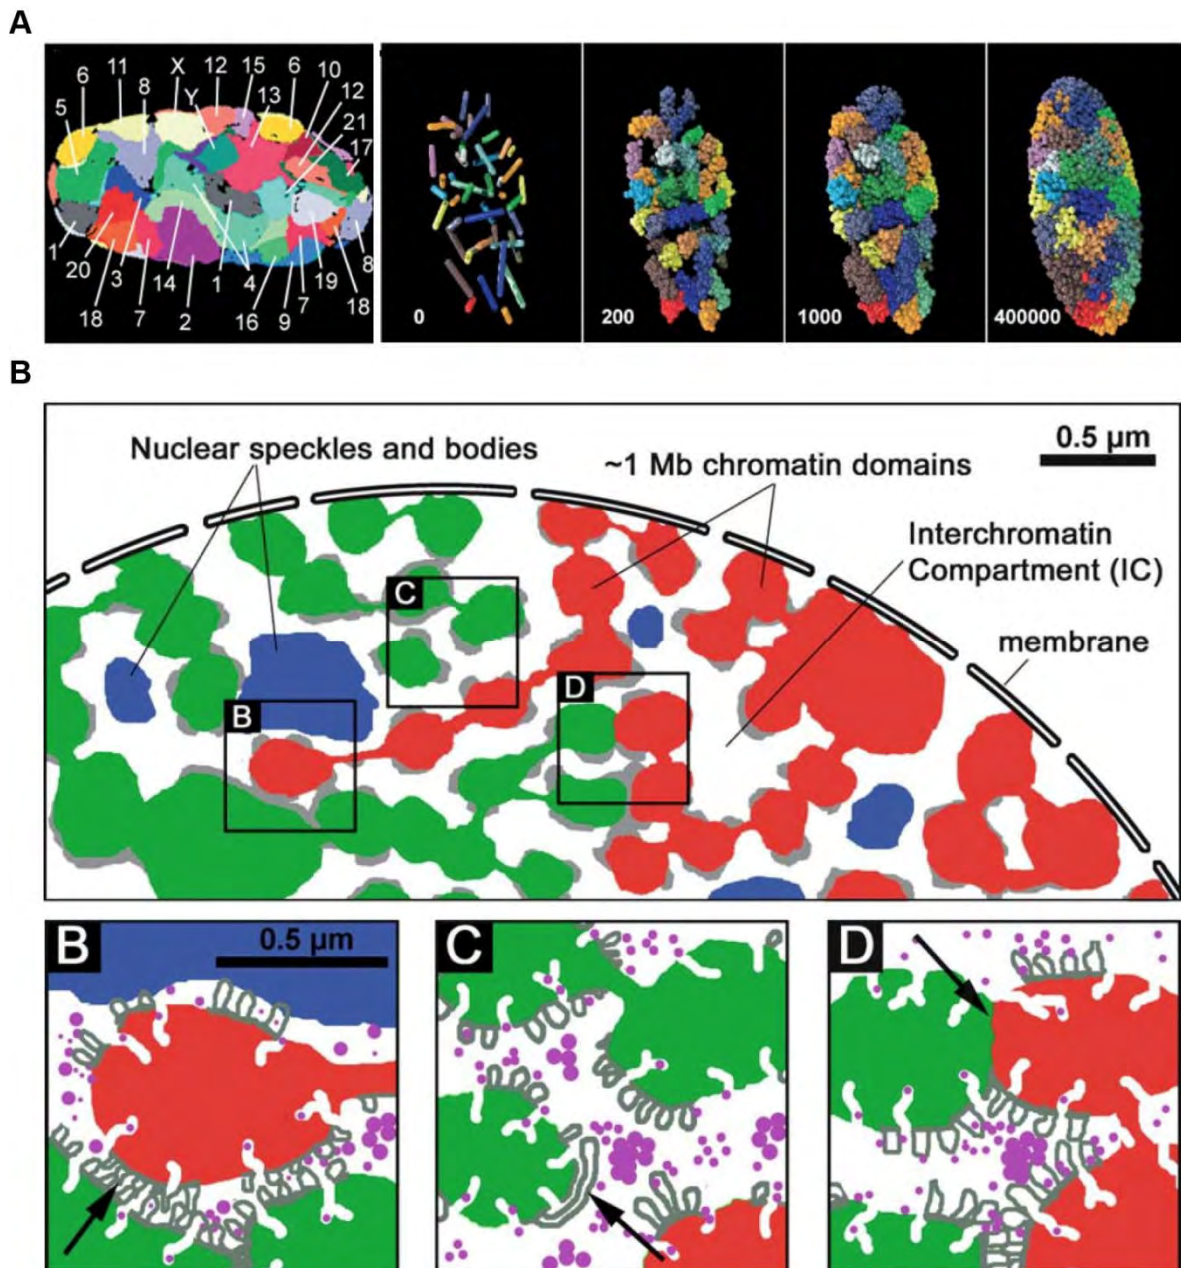 A
6
11
X
12
15
6
10
5
8
Y
13
12
21
17
1
20
3
14
1
4
19
8
18
7
2
16
9
7
18
0
200
1000
400000
B
0.5 µm
Nuclear speckles and bodies
~1 Mb chromatin domains
Interchromatin
Compartment (IC)
membrane
C
D
B
B
0.5 µm
C
D